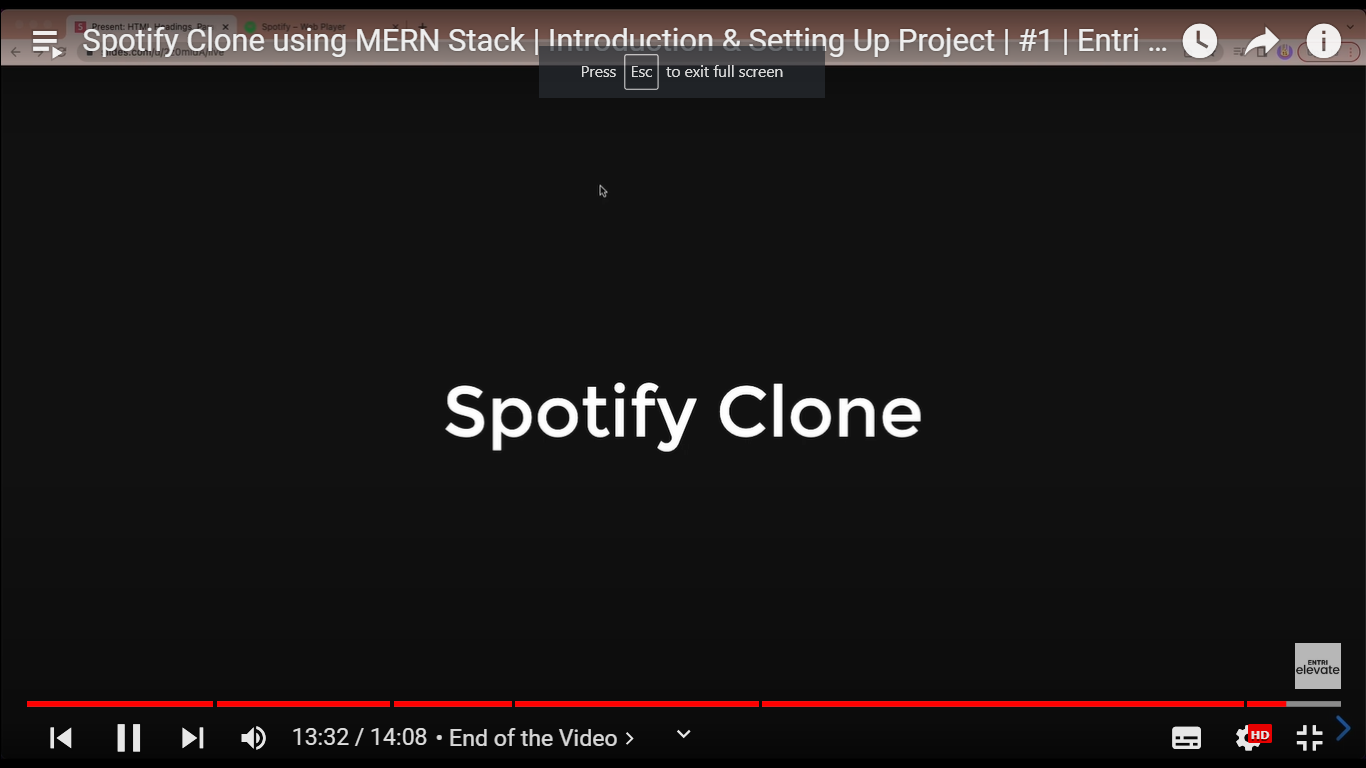 Present: HTML Headings, Par
Spotify – Web Player
Spotify Clone using MERN Stack | Introduction & Setting Up Project | #1 | Entri ...
Press Esc to exit full screen
Spotify Clone
ENTRI
elevate
13:32 / 14:08 • End of the Video
HD